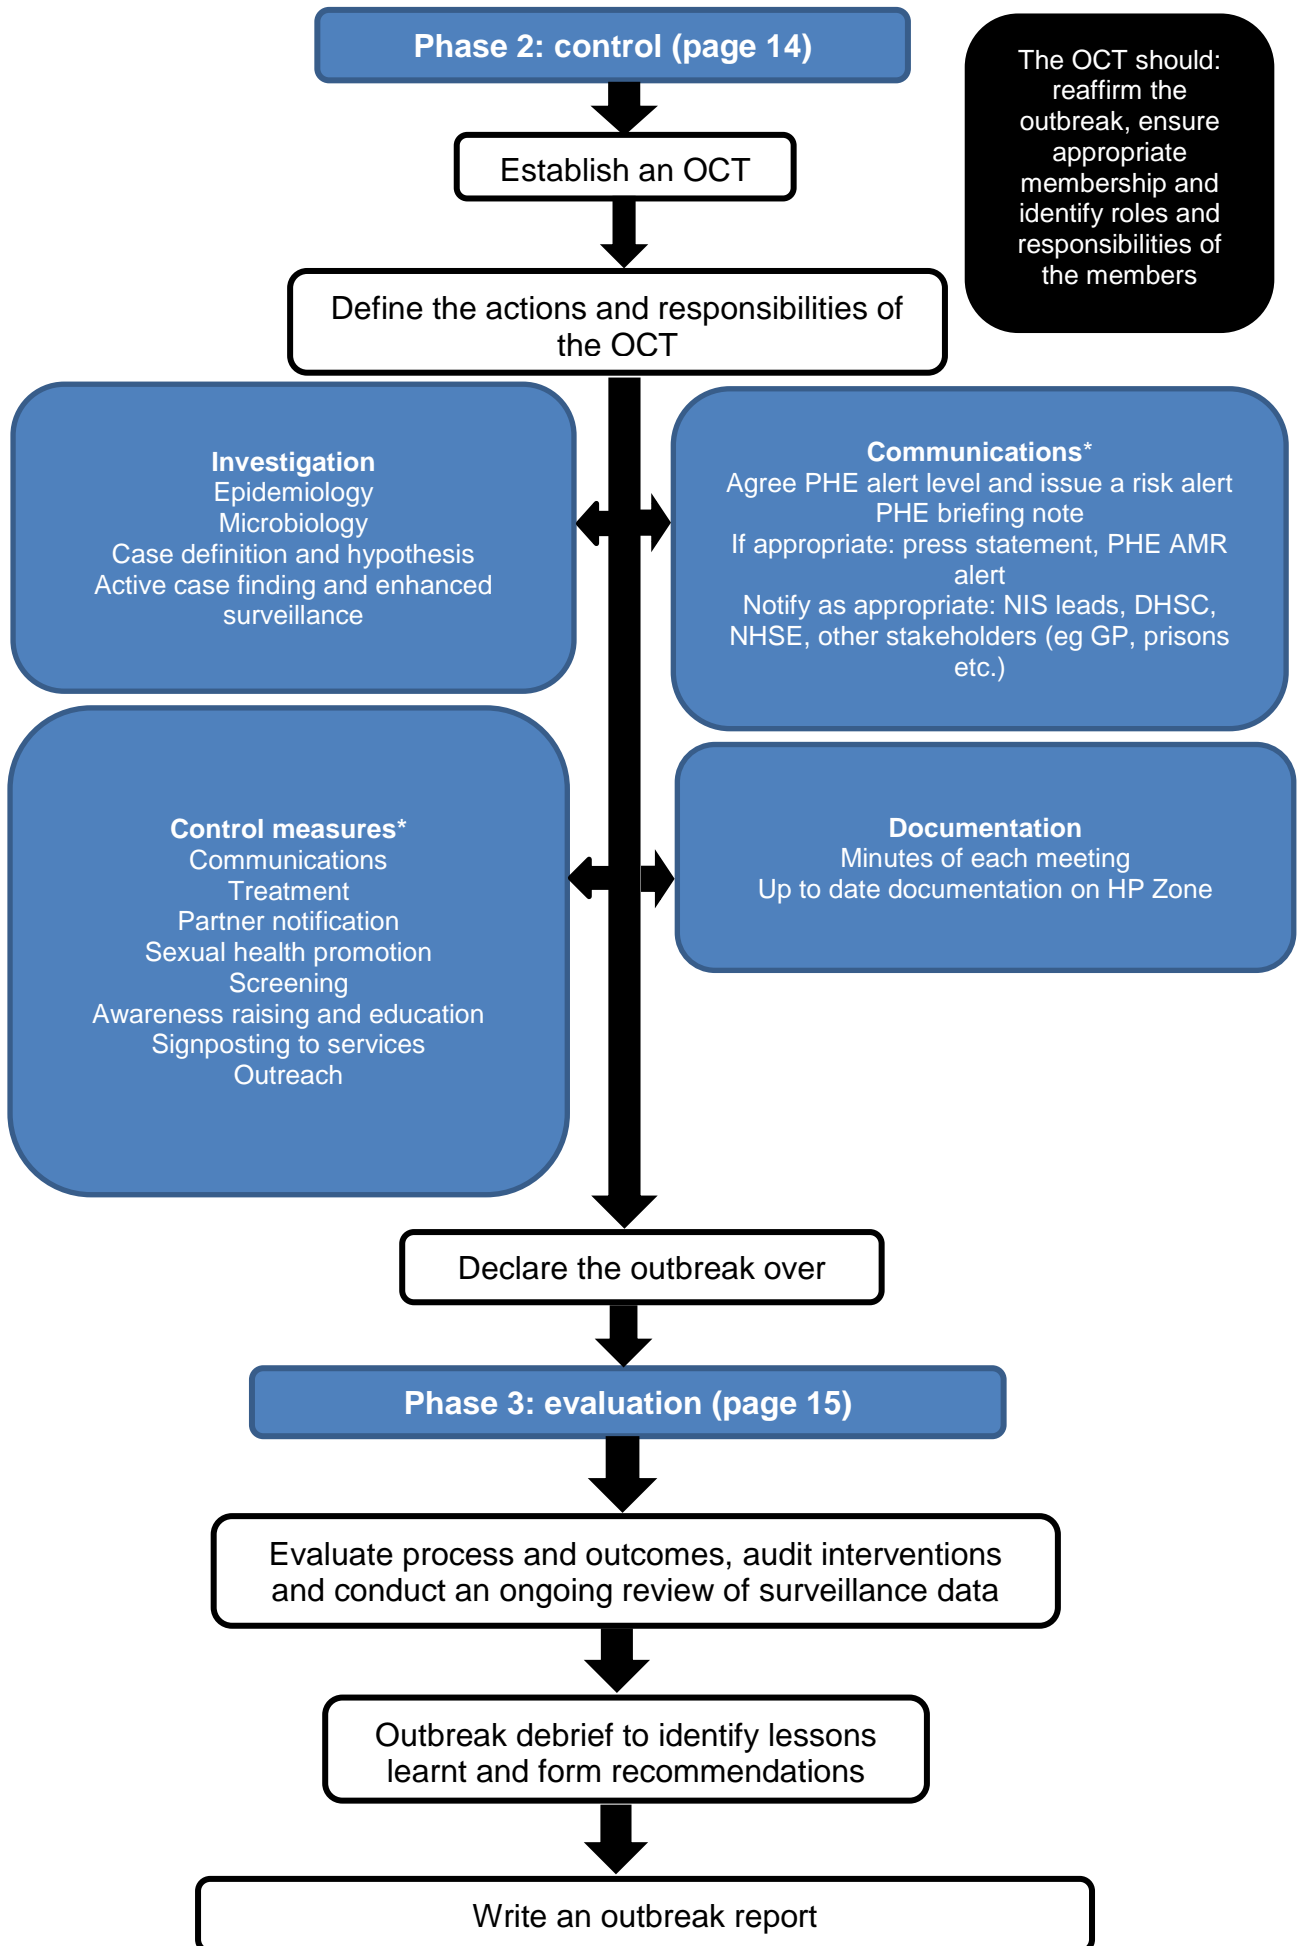 Phase 2: control (page 14)
The OCT should:
reaffirm the
outbreak, ensure
appropriate
membership and
identify roles and
responsibilities of
the members
Establish an OCT
Define the actions and responsibilities of
the OCT
Investigation
Epidemiology
Microbiology
Case definition and hypothesis
Active case finding and enhanced
surveillance
Communications*
Agree PHE alert level and issue a risk alert
PHE briefing note
If appropriate: press statement, PHE AMR
alert
Notify as appropriate: NIS leads, DHSC,
NHSE, other stakeholders (eg GP, prisons
etc.)
Control measures*
Communications
Treatment
Partner notification
Sexual health promotion
Screening
Awareness raising and education
Signposting to services
Outreach
Documentation
Minutes of each meeting
Up to date documentation on HP Zone
Declare the outbreak over
Phase 3: evaluation (page 15)
Evaluate process and outcomes, audit interventions
and conduct an ongoing review of surveillance data
Outbreak debrief to identify lessons
learnt and form recommendations
Write an outbreak report